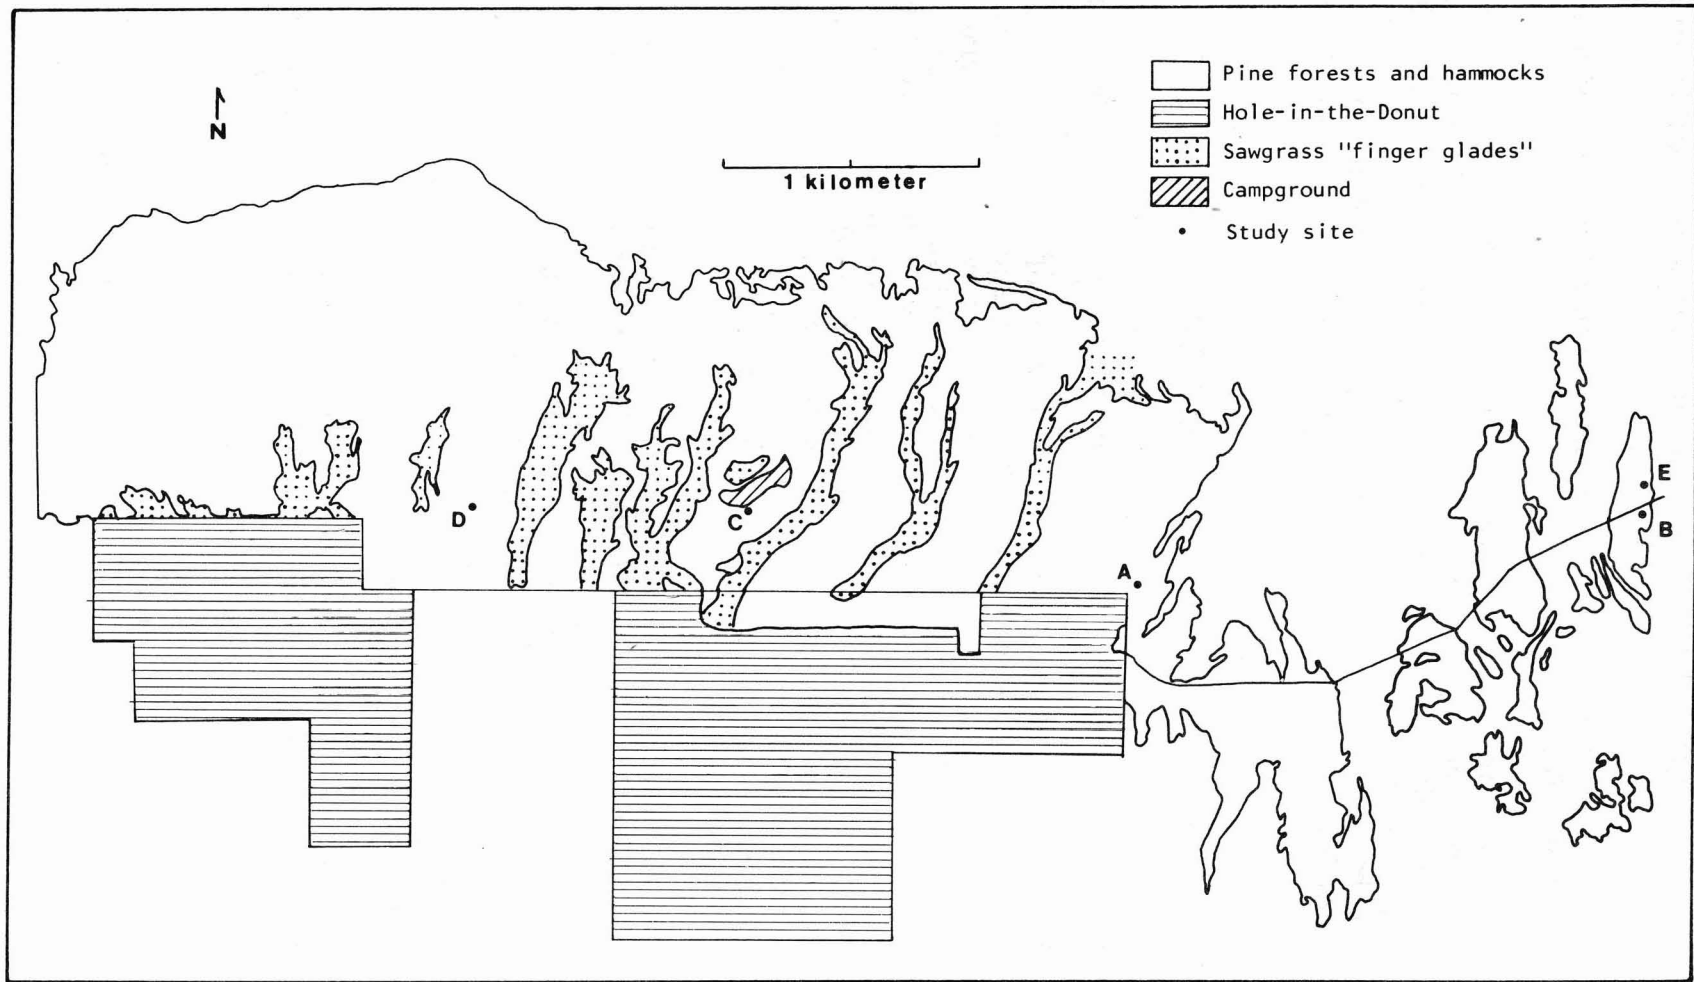 N
1 kilometer
Pine forests and hammocks
Hole-in-the-Donut
Sawgrass "finger glades"
Campground
Study site
D
C
A
E
B